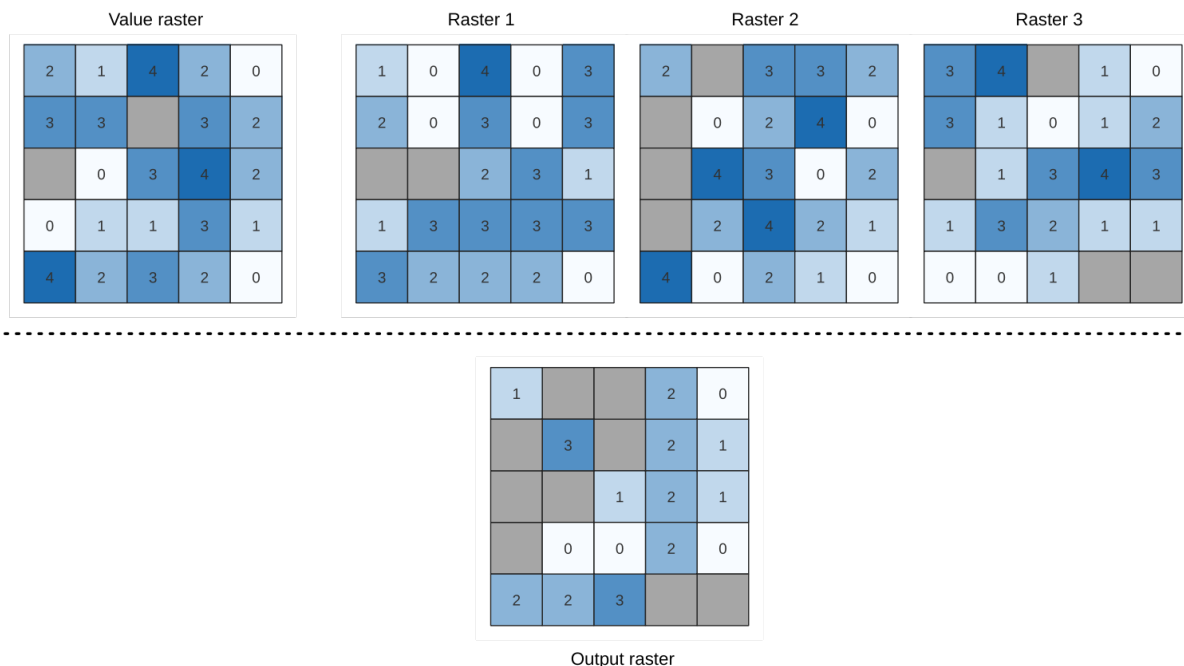 Value raster Raster 1 Raster 2 Raster 3
2 1 4 2 0 1 0 4 0 3 2 3 3 2 3 4 1 0
3 3 3 2 2 0 3 0 3 0 2 4 0 3 1 0 1 2
0 3 4 2 2 3 1 4 3 0 2 1 3 4 3
0 1 1 3 1 1 3 3 3 3 2 4 2 1 1 3 2 1 1
4 2 3 2 0 3 2 2 2 0 4 0 2 1 0 0 0 1
1 2 0
3 2 1
1 2 1
0 0 2 0
2 2 3
Output raster